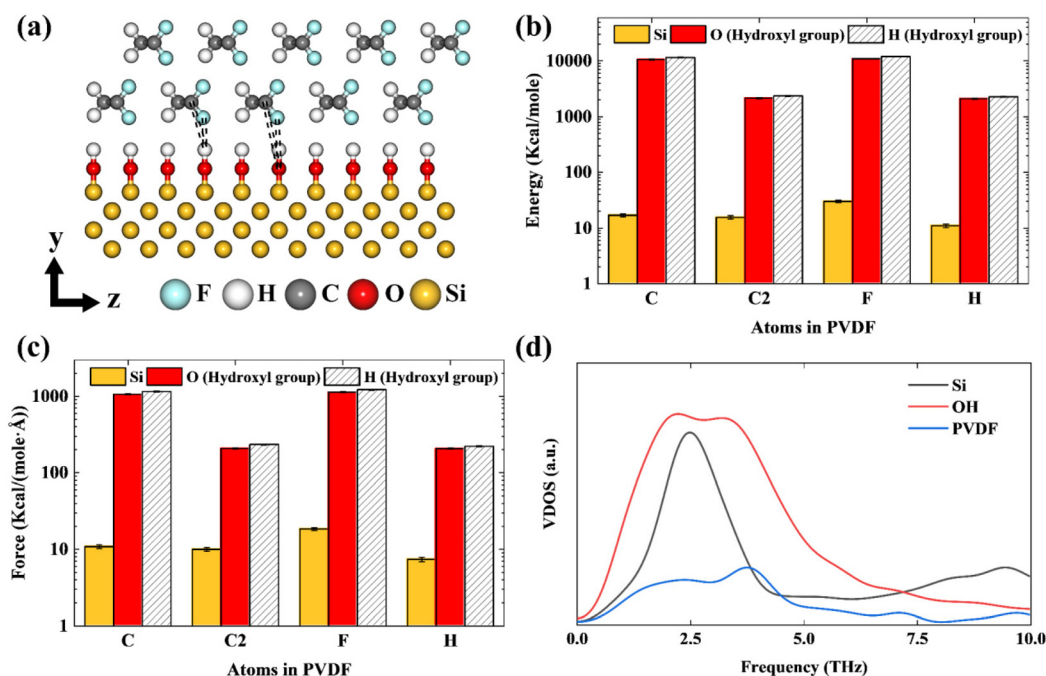 (a)
y
z
F H C O Si
(b)
Si O (Hydroxyl group) H (Hydroxyl group)
Energy (Kcal/mole)
10000
1000
100
10
1
C C2 F H
Atoms in PVDF
(c)
Si O (Hydroxyl group) H (Hydroxyl group)
Force (Kcal/(mole·Å)
1000
100
10
1
C C2 F H
Atoms in PVDF
(d)
Si
OH
PVDF
VDOS (a.u.)
0.0 2.5 5.0 7.5 10.0
Frequency (THz)